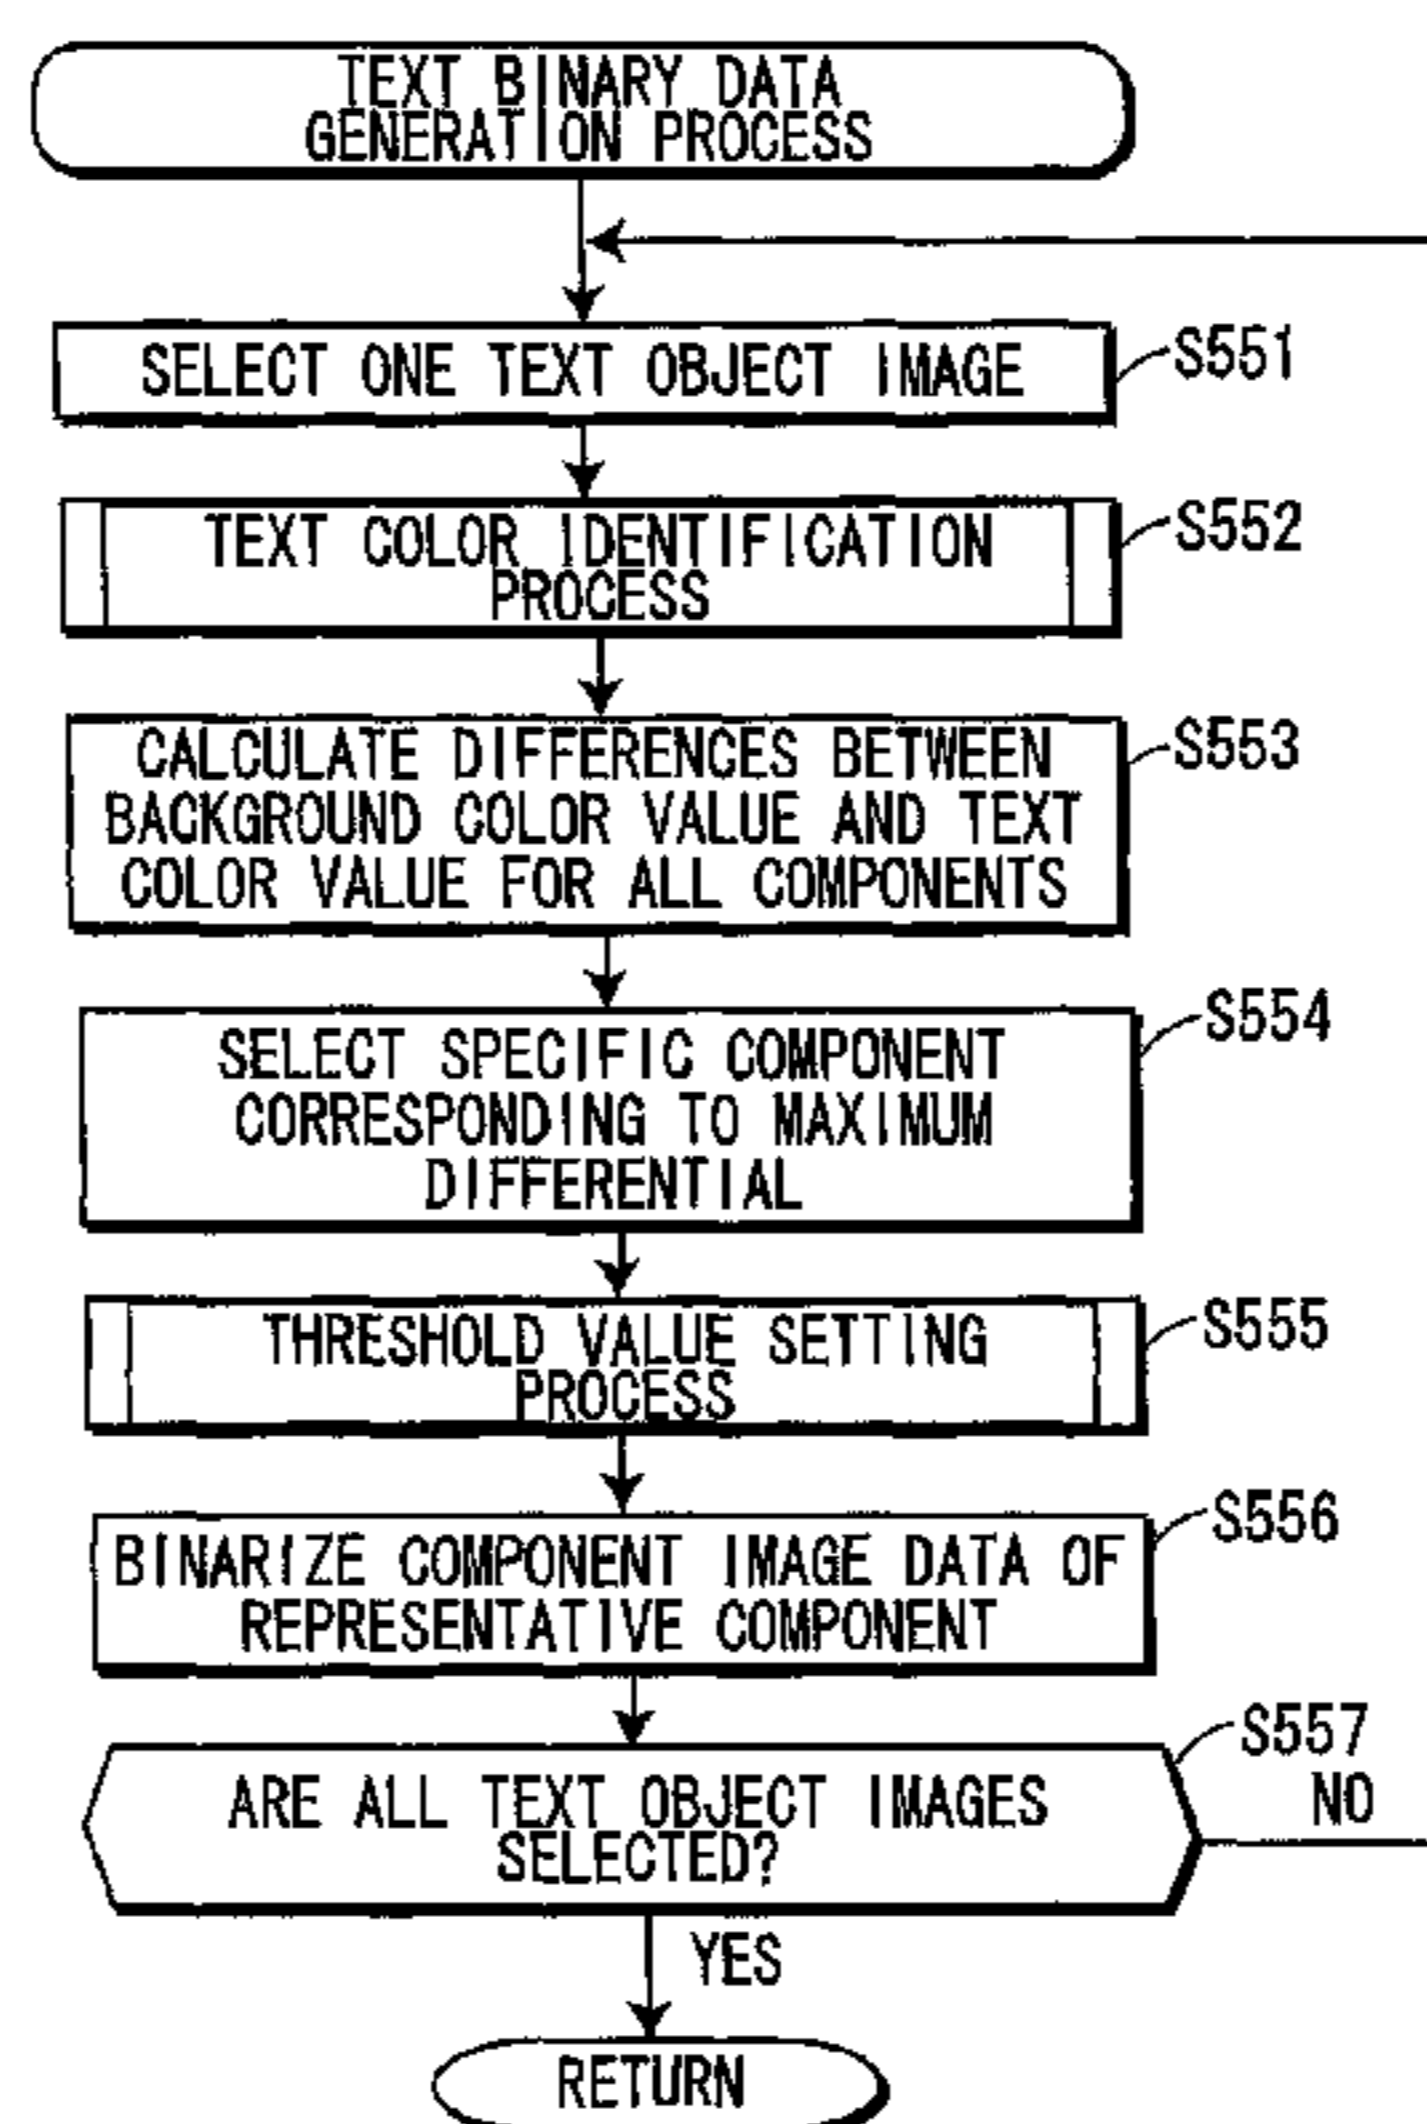 TEXT BINARY DATA
GENERATION PROCESS
SELECT ONE TEXT OBJECT IMAGE
S551
TEXT COLOR IDENTIFICATION
PROCESS
S552
CALCULATE DIFFERENCES BETWEEN
BACKGROUND COLOR VALUE AND TEXT
COLOR VALUE FOR ALL COMPONENTS
S553
SELECT SPECIFIC COMPONENT
CORRESPONDING TO MAXIMUM
DIFFERENTIAL
S554
THRESHOLD VALUE SETTING
PROCESS
S555
BINARIZE COMPONENT IMAGE DATA OF
REPRESENTATIVE COMPONENT
S556
ARE ALL TEXT OBJECT IMAGES
SELECTED?
S557
NO
YES
RETURN